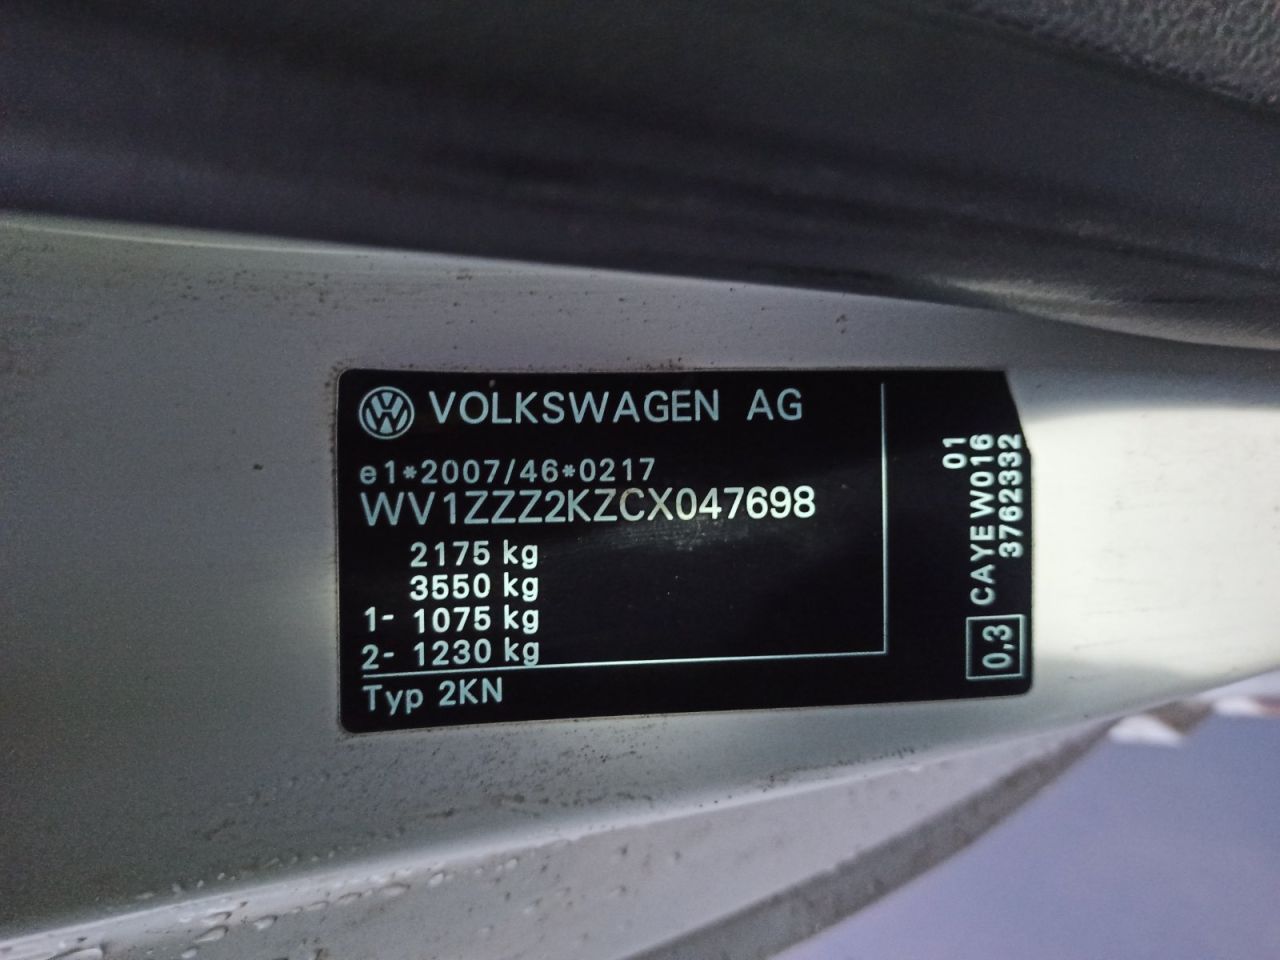 VOLKSWAGEN AG
e1*2007/46*0217
WV1ZZZ2KZCX047698
2175 kg
3550 kg
1- 1075 kg
2- 1230 kg
Typ 2KN
01
CAYE W016
3762332
0,3